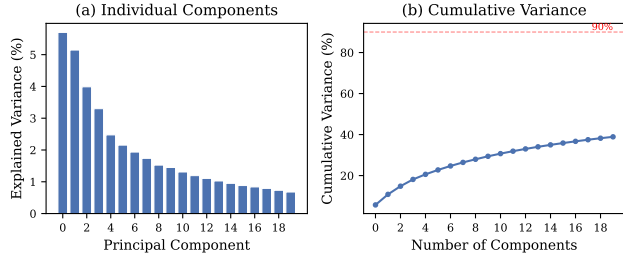 (a) Individual Components
Explained Variance (%)
5
4
3
2
1
0
0 2 4 6 8 10 12 14 16 18
Principal Component
(b) Cumulative Variance
Cumulative Variance (%)
90%
80
60
40
20
0 2 4 6 8 10 12 14 16 18
Number of Components